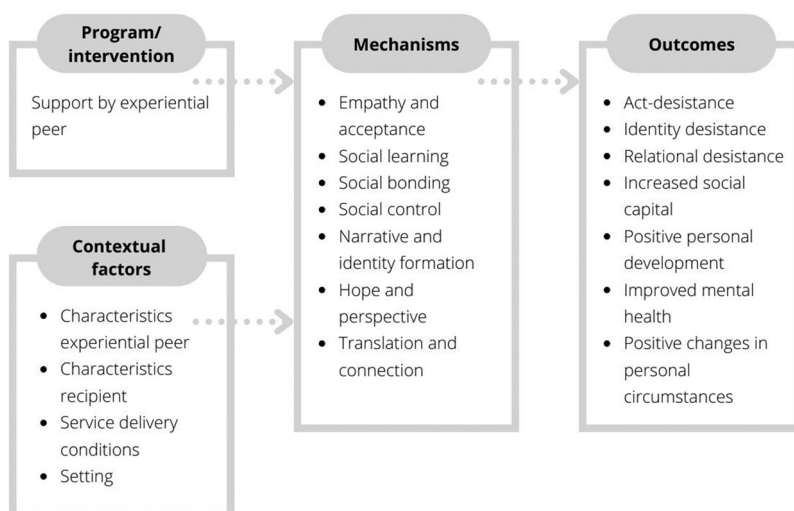 Program/
intervention
Support by experiential
peer
Contextual
factors
• Characteristics
experiential peer
• Characteristics
recipient
• Service delivery
conditions
• Setting
Mechanisms
• Empathy and
acceptance
• Social learning
• Social bonding
• Social control
• Narrative and
identity formation
• Hope and
perspective
• Translation and
connection
Outcomes
• Act-desistance
• Identity desistance
• Relational desistance
• Increased social
capital
• Positive personal
development
• Improved mental
health
• Positive changes in
personal
circumstances